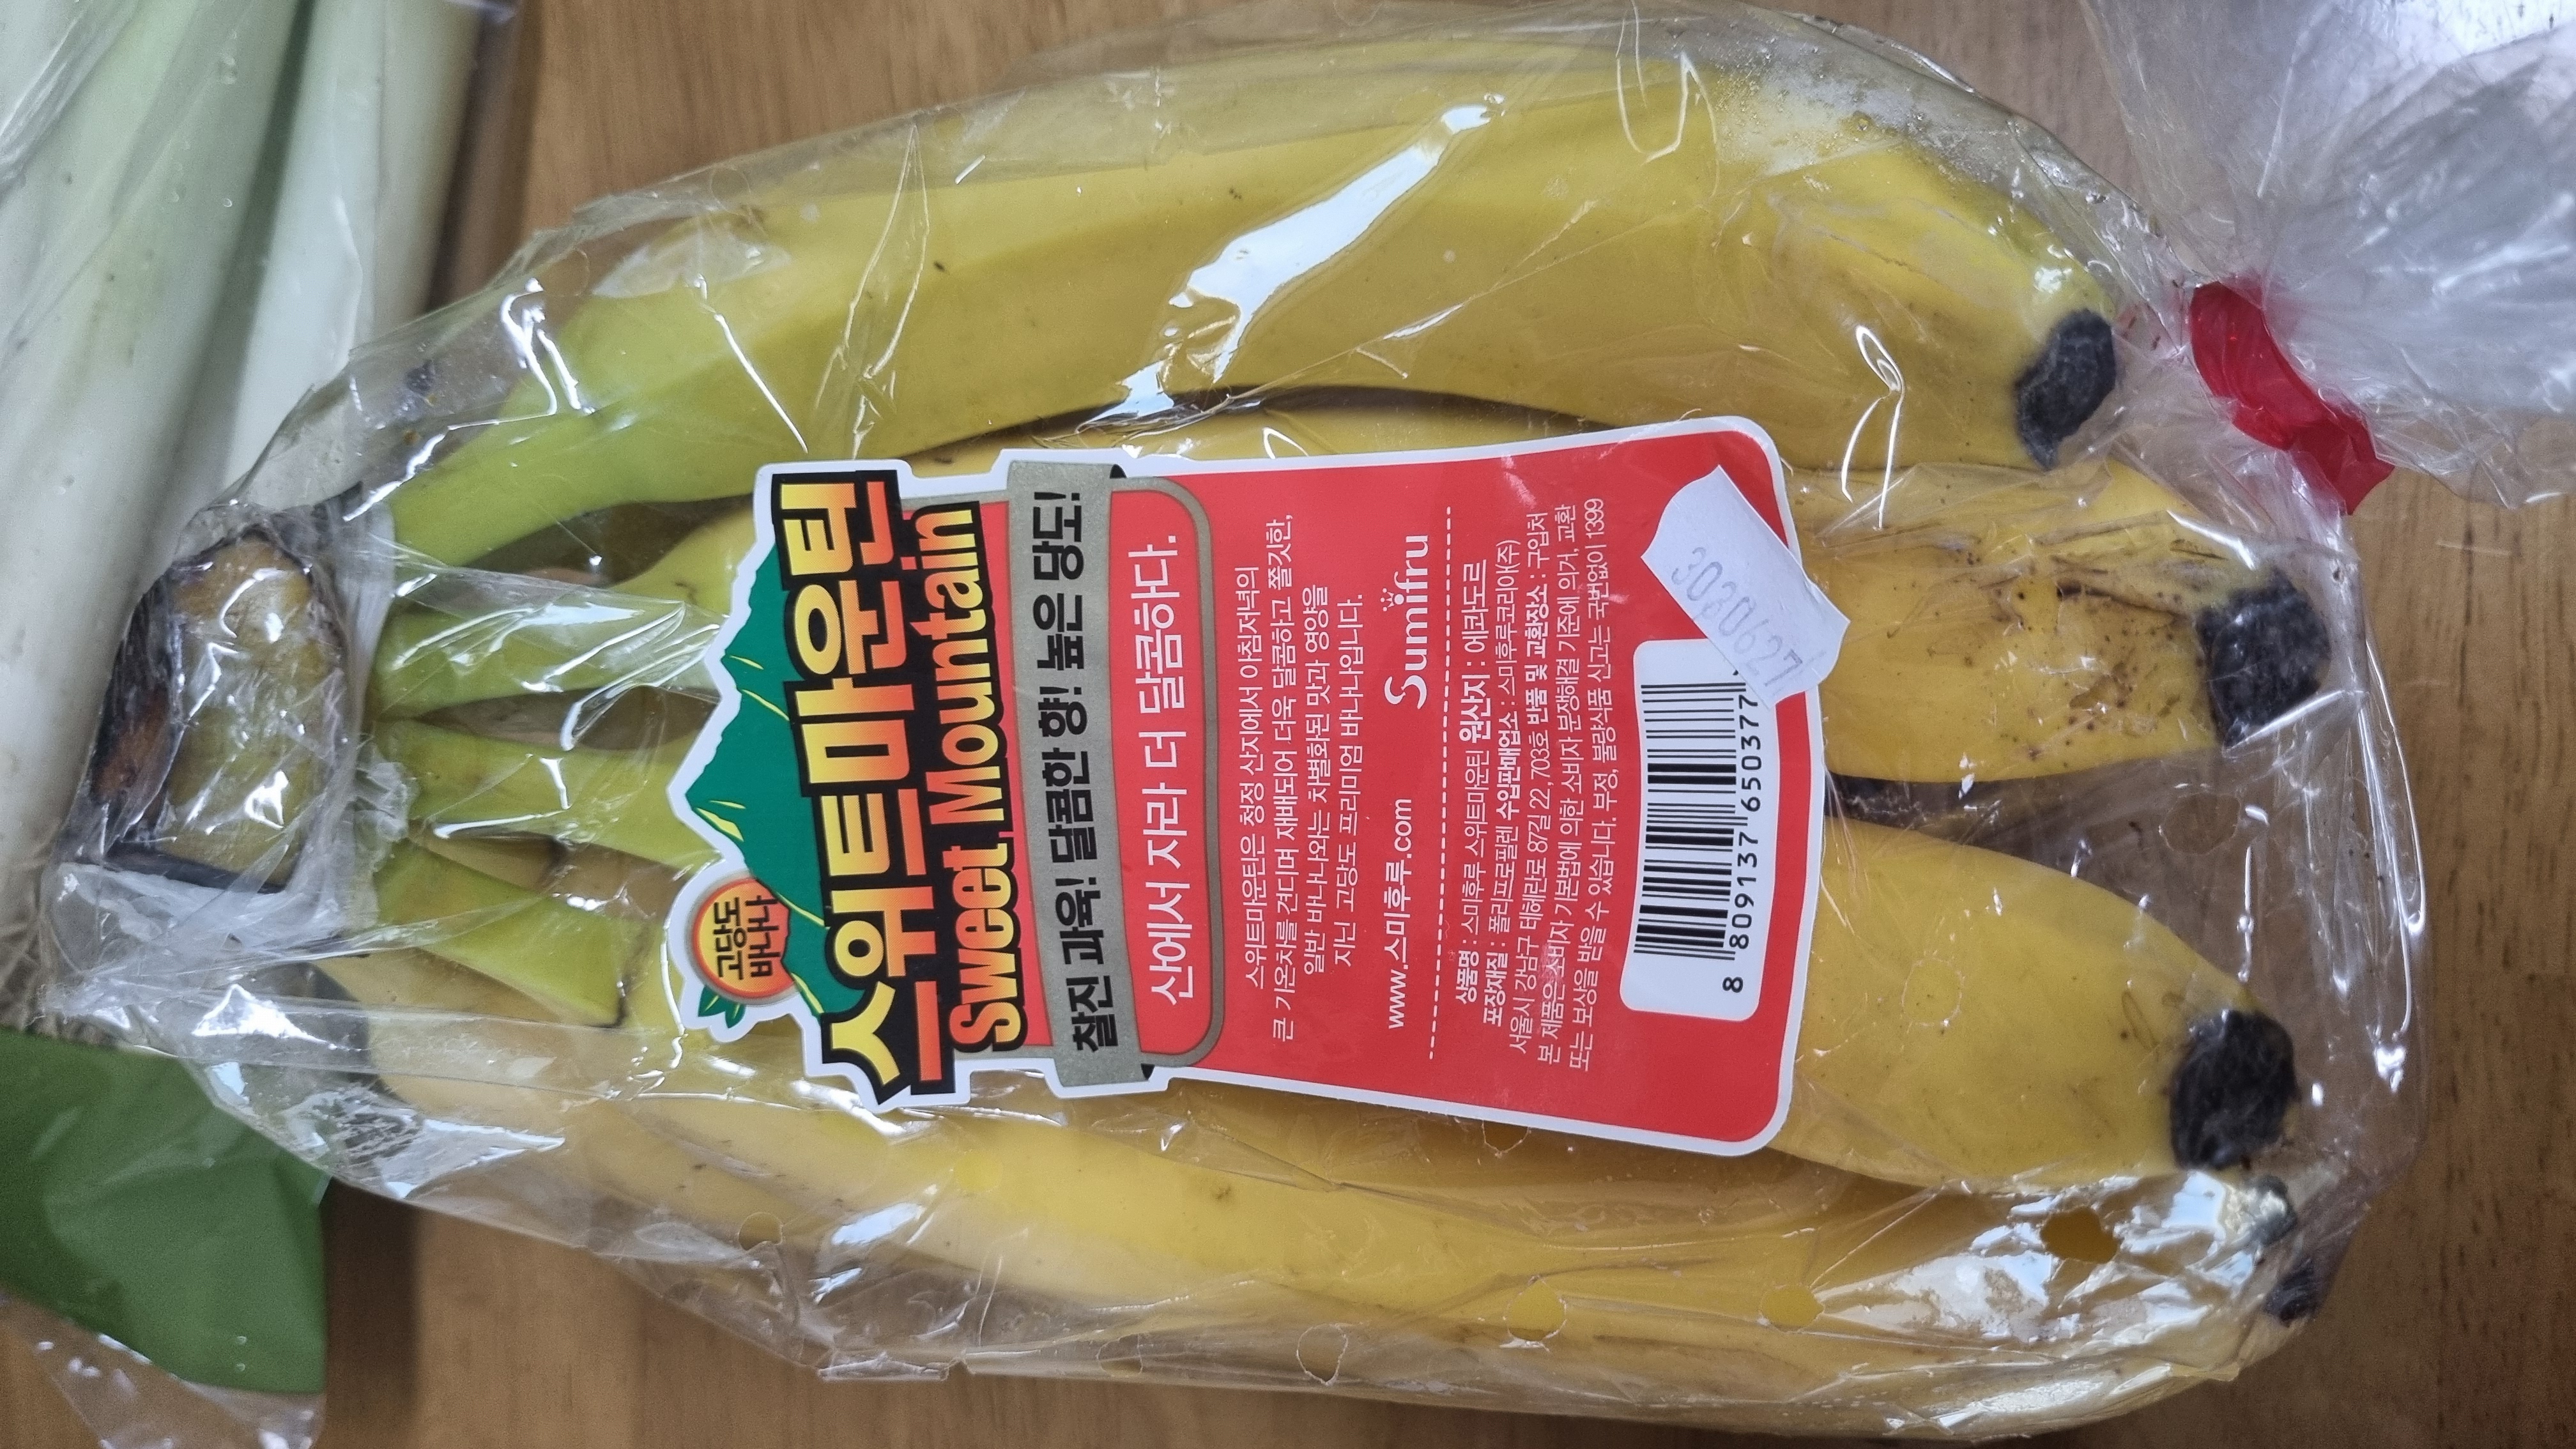 고당도
바나나
스위트마운틴
Sweet Mountain
찰진 과육! 달콤한 향! 높은 당도!
산에서 자라 더 달콤하다.
스위트마운틴은 청정 산지에서 아침저녁의
큰 기온차를 견디며 재배되어 더욱 달콤하고 쫄깃한,
일반 바나나와는 차별화된 맛과 영양을
지닌 고당도 프리미엄 바나나입니다.
www.스미후루.com Sumifru
상품명 : 스미후루 스위트마운틴 원산지 : 에콰도르
포장재질 : 폴리프로필렌 수입판매업소 : 스미후루코리아(주)
서울시 강남구 테헤란로 87길 22, 703호 반품 및 교환장소 : 구입처
본 제품은 소비자 기본법에 의한 소비자 분쟁해결 기준에 의거, 교환
또는 보상을 받을 수 있습니다. 부정, 불량식품 신고는 국번없이 1399
8 809137 650377
3020627